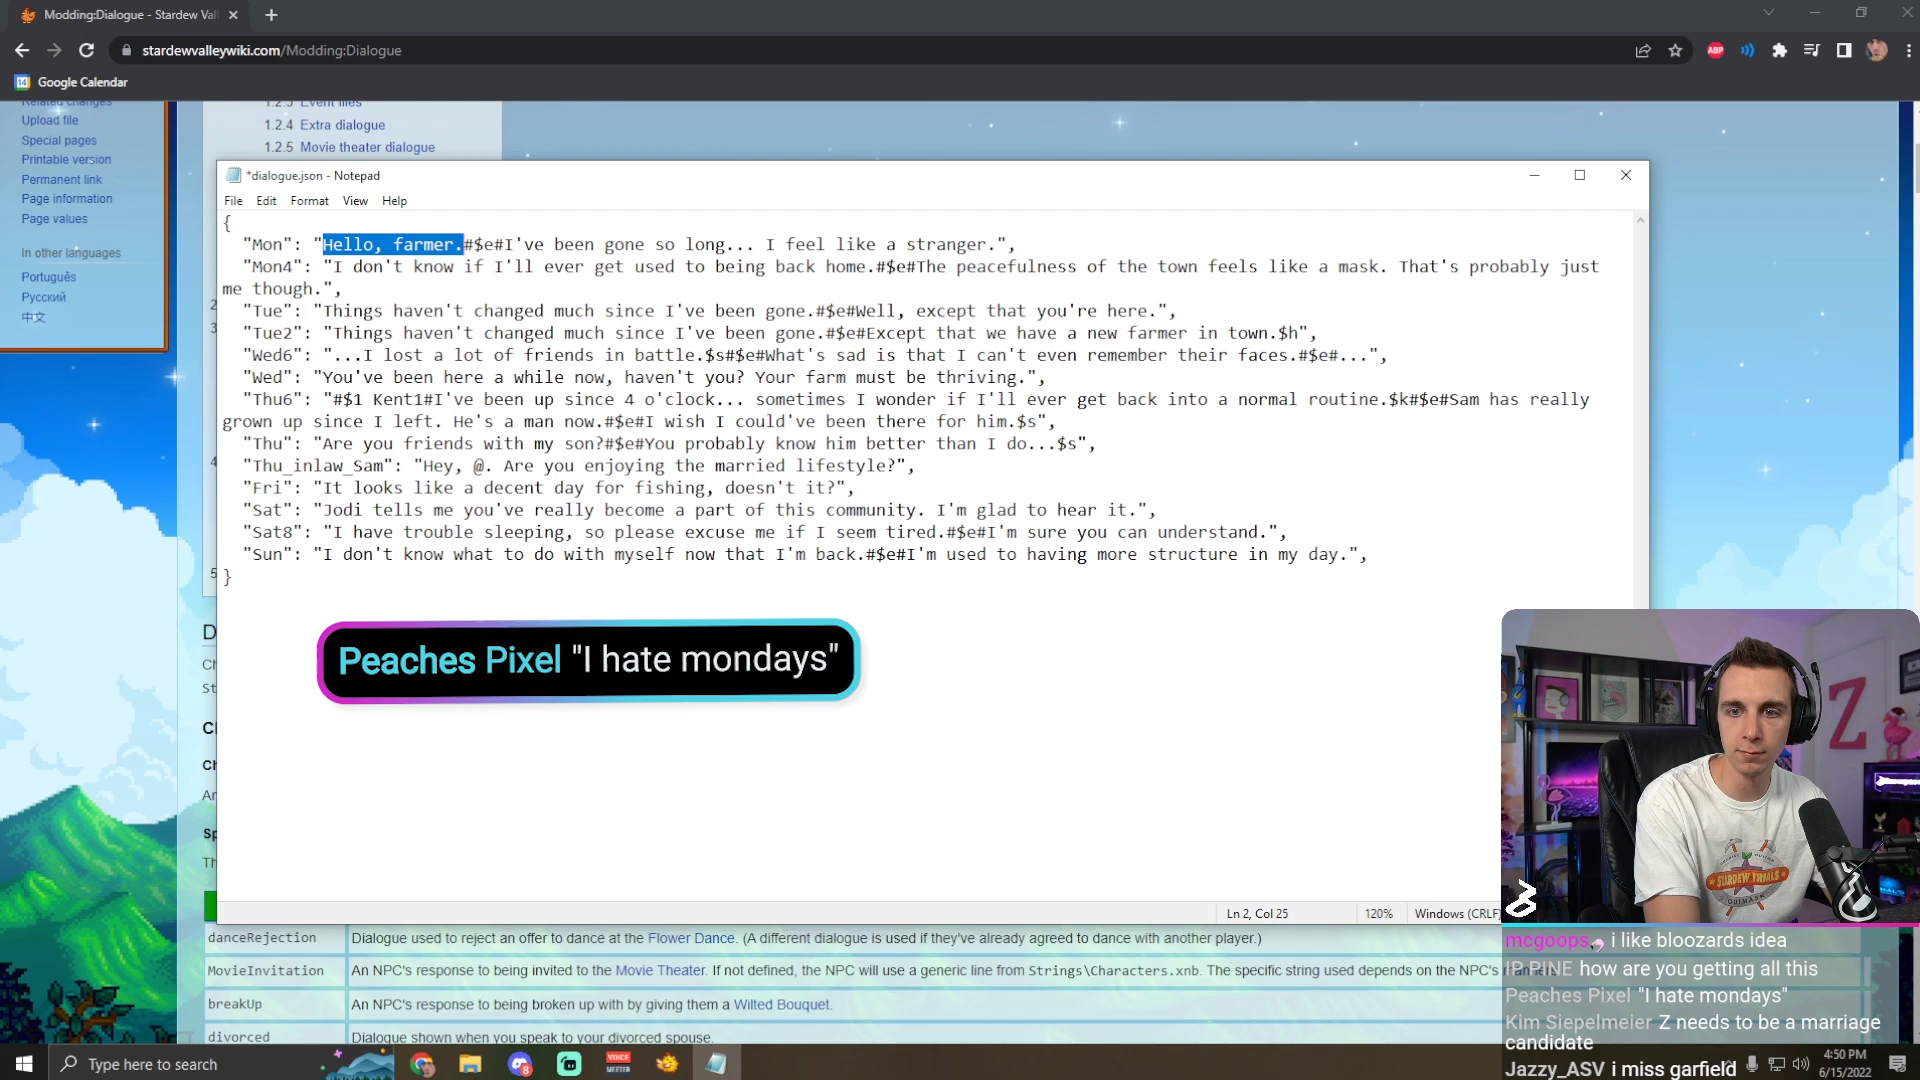 Modding:Dialogue - Stardew Val
stardewvalleywiki.com/Modding:Dialogue
ABP
Google Calendar
Related changes
Upload file
Special pages
Printable version
Permanent link
Page information
Page values
In other languages
Português
Русский
中文
1.2.3 Event files
1.2.4 Extra dialogue
1.2.5 Movie theater dialogue
*dialogue.json - Notepad
File Edit Format View Help
{
"Mon": "Hello, farmer.#$e#I've been gone so long... I feel like a stranger.",
"Mon4": "I don't know if I'll ever get used to being back home.#$e#The peacefulness of the town feels like a mask. That's probably just
me though.",
"Tue": "Things haven't changed much since I've been gone.#$e#Well, except that you're here.",
"Tue2": "Things haven't changed much since I've been gone.#$e#Except that we have a new farmer in town.$h",
"Wed6": "...I lost a lot of friends in battle.$s#$e#What's sad is that I can't even remember their faces.#$e#...",
"Wed": "You've been here a while now, haven't you? Your farm must be thriving.",
"Thu6": "#$1 Kent1#I've been up since 4 o'clock... sometimes I wonder if I'll ever get back into a normal routine.$k#$e#Sam has really
grown up since I left. He's a man now.#$e#I wish I could've been there for him.$s",
"Thu": "Are you friends with my son?#$e#You probably know him better than I do...$s",
"Thu_inlaw_Sam": "Hey, @. Are you enjoying the married lifestyle?",
"Fri": "It looks like a decent day for fishing, doesn't it?",
"Sat": "Jodi tells me you've really become a part of this community. I'm glad to hear it.",
"Sat8": "I have trouble sleeping, so please excuse me if I seem tired.#$e#I'm sure you can understand.",
"Sun": "I don't know what to do with myself now that I'm back.#$e#I'm used to having more structure in my day.",
}
Peaches Pixel "I hate mondays"
Ln 2, Col 25
120%
Windows (CRLF)
Z
STARDEW TRIALS
danceRejection Dialogue used to reject an offer to dance at the Flower Dance. (A different dialogue is used if they've already agreed to dance with another player.)
MovieInvitation An NPC's response to being invited to the Movie Theater. If not defined, the NPC will use a generic line from Strings\Characters.xnb. The specific string used depends on the NPC's
breakUp An NPC's response to being broken up with by giving them a Wilted Bouquet.
divorced Dialogue shown when you speak to your divorced spouse.
mcgoops i like bloozards idea
IP PINE how are you getting all this
Peaches Pixel "I hate mondays"
Kim Siepelmeier Z needs to be a marriage
candidate
Jazzy_ASV i miss garfield
Type here to search
VOICE
MEETER
4:50 PM
6/15/2022